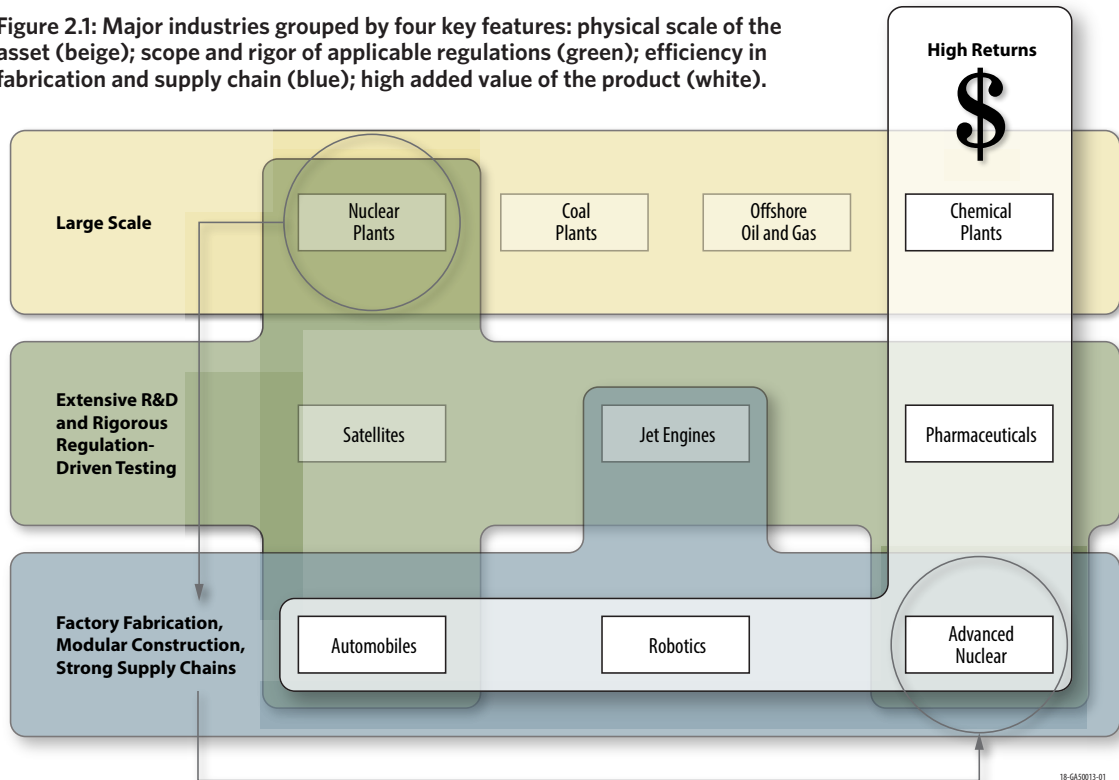 Figure 2.1: Major industries grouped by four key features: physical scale of the
asset (beige); scope and rigor of applicable regulations (green); efficiency in
fabrication and supply chain (blue); high added value of the product (white).
High Returns
$
Large Scale
Nuclear
Plants
Coal
Plants
Offshore
Oil and Gas
Chemical
Plants
Extensive R&D
and Rigorous
Regulation-
Driven Testing
Satellites
Jet Engines
Pharmaceuticals
Factory Fabrication,
Modular Construction,
Strong Supply Chains
Automobiles
Robotics
Advanced
Nuclear
18-GA50013-01